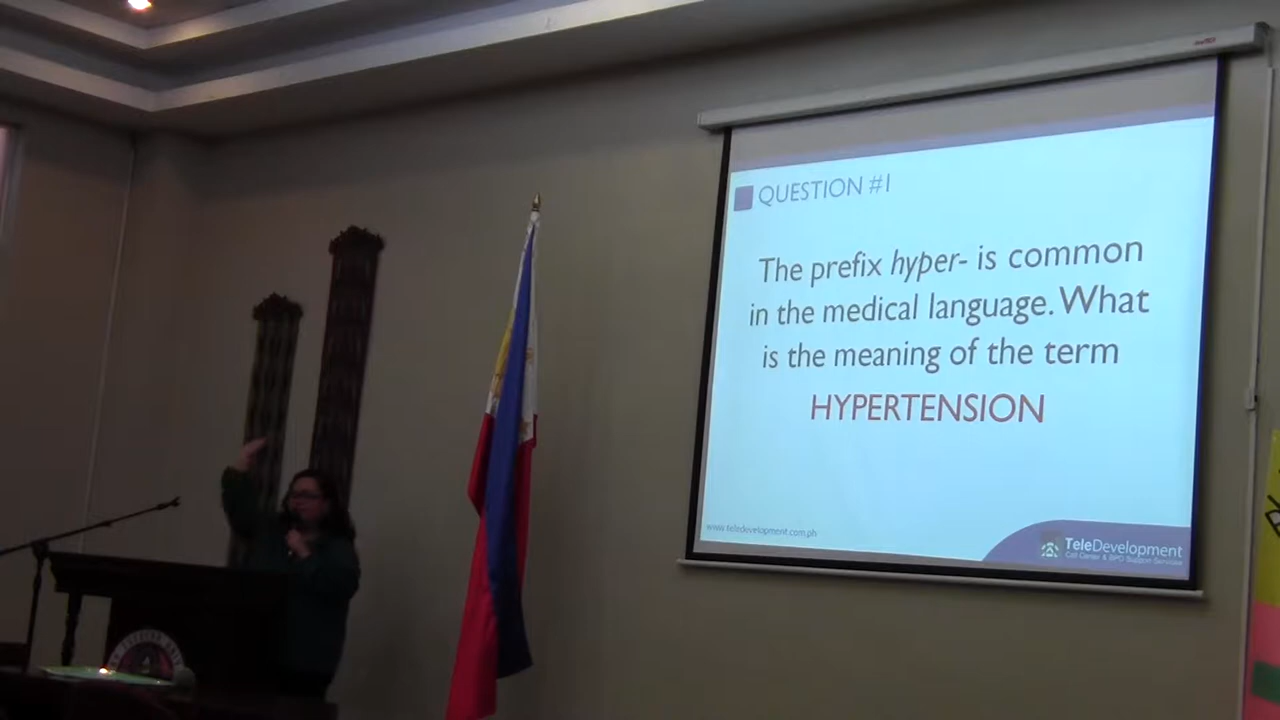 QUESTION #1
The prefix hyper- is common
in the medical language. What
is the meaning of the term
HYPERTENSION
www.teledevelopment.com.ph
TeleDevelopment
Call Center & BPO Support Services